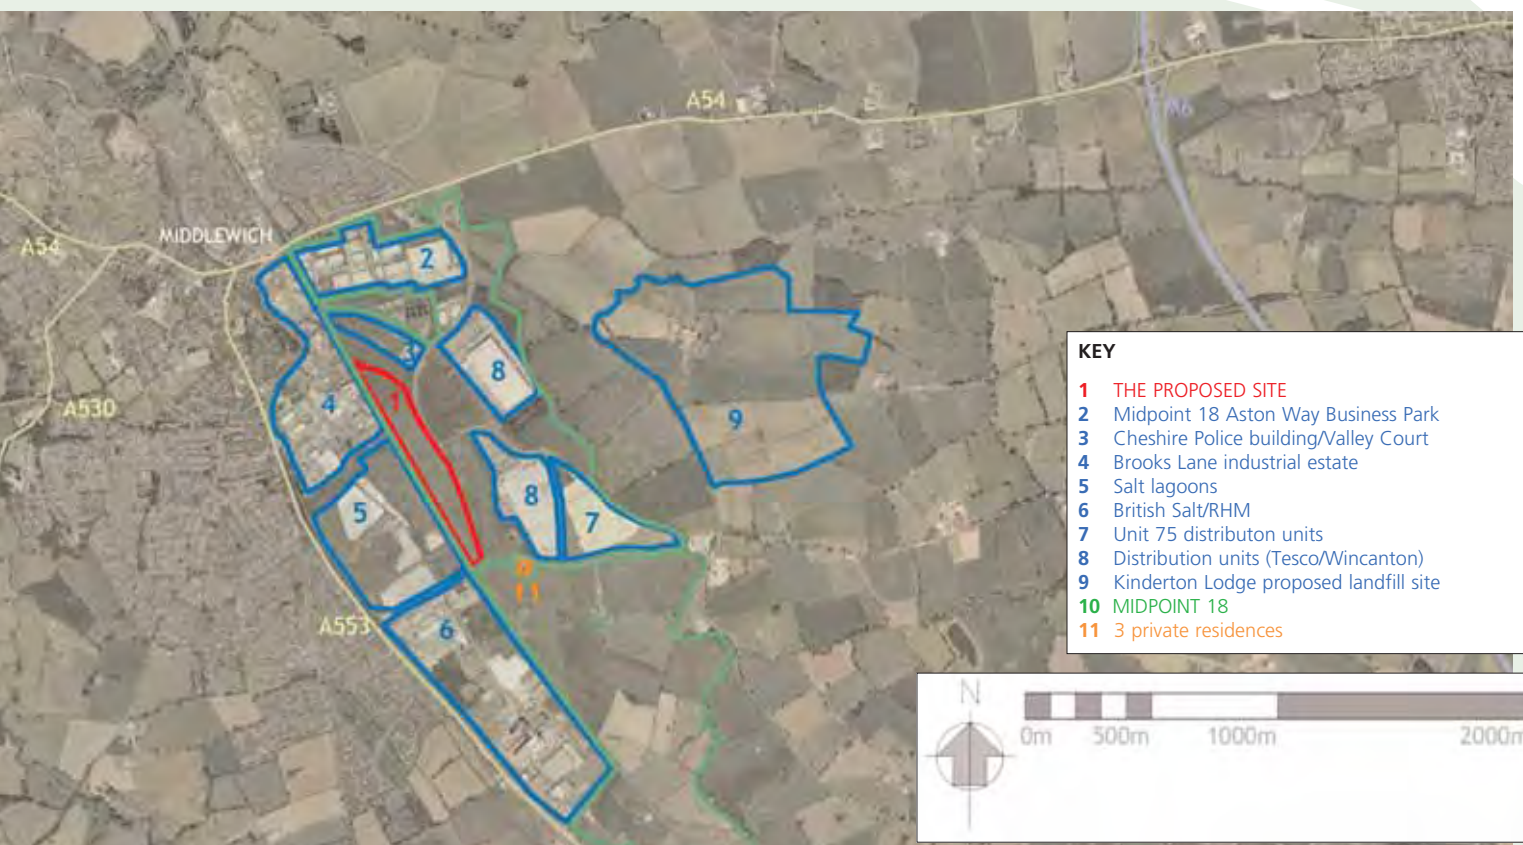 A54
M6
MIDDLEWICH
A54
2
3
8
1
4
A530
9
8
5
7
11
A553
6
KEY
1 THE PROPOSED SITE
2 Midpoint 18 Aston Way Business Park
3 Cheshire Police building/Valley Court
4 Brooks Lane industrial estate
5 Salt lagoons
6 British Salt/RHM
7 Unit 75 distributon units
8 Distribution units (Tesco/Wincanton)
9 Kinderton Lodge proposed landfill site
10 MIDPOINT 18
11 3 private residences
N
0m 500m 1000m 2000m